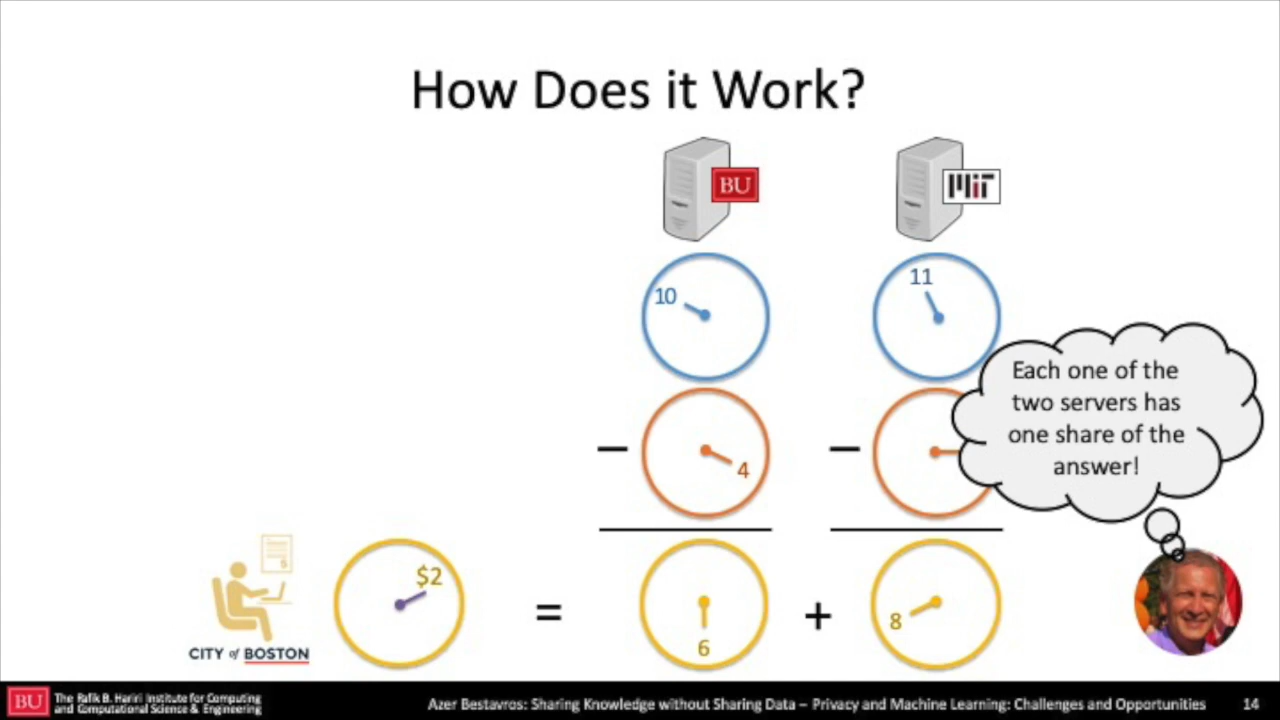 How Does it Work?
BU
MiT
10
11
Each one of the
two servers has
one share of the
answer!
4
$2
=
6
+
8
CITY of BOSTON
BU
The Rafik B. Hariri Institute for Computing
and Computational Science & Engineering
Azer Bestavros: Sharing Knowledge without Sharing Data – Privacy and Machine Learning: Challenges and Opportunities
14